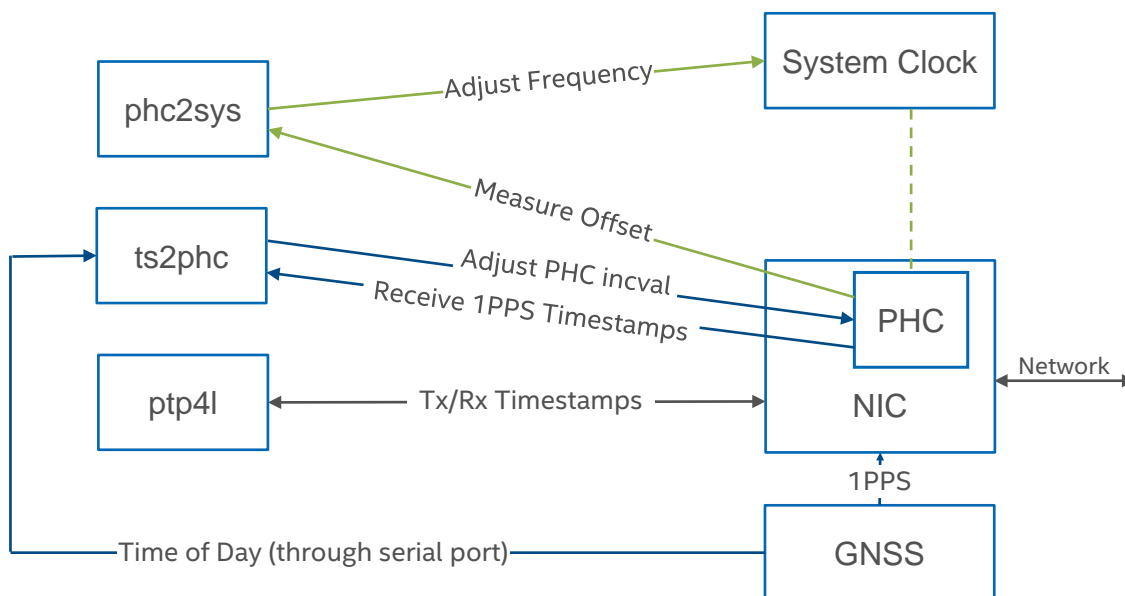 System Clock
Adjust Frequency
phc2sys
Measure Offset
ts2phc
Adjust PHC incval
Receive 1PPS Timestamps
PHC
Network
ptp4l
Tx/Rx Timestamps
NIC
1PPS
Time of Day (through serial port)
GNSS